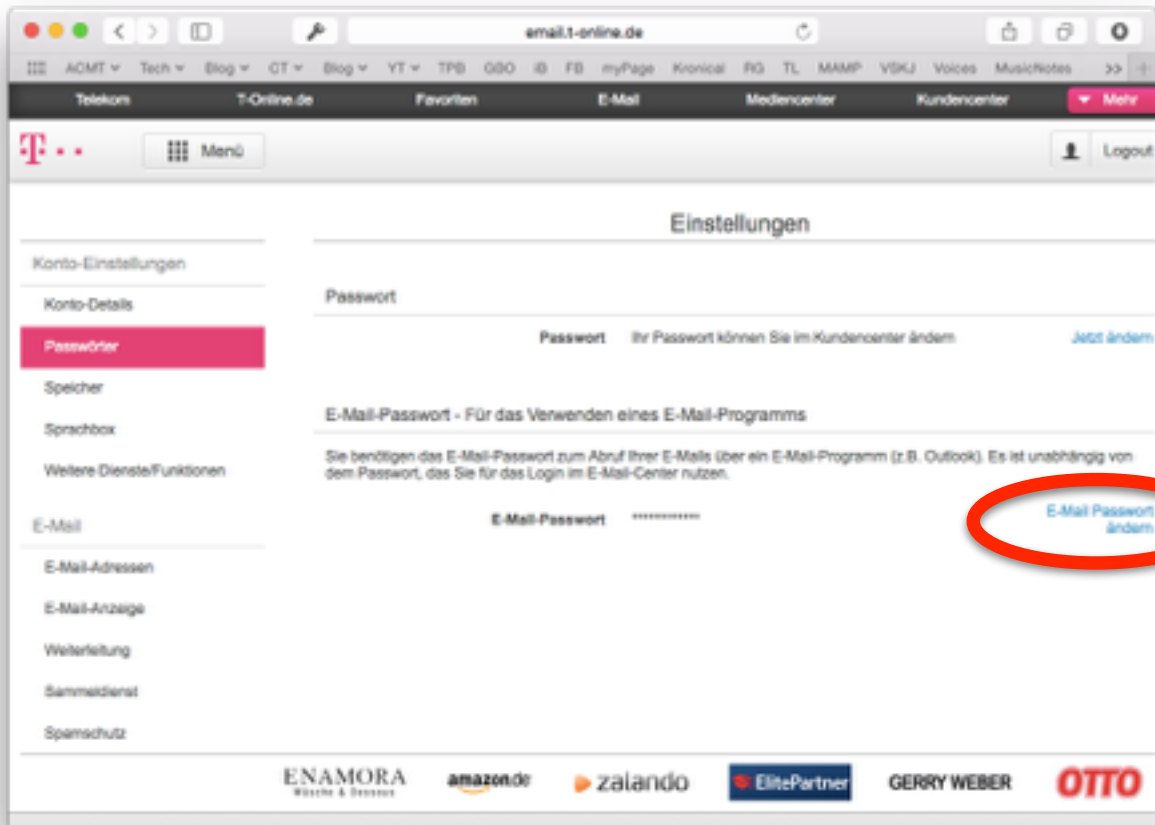 email.t-online.de
ACMT Tech Blog GT Blog YT TPB GBO iB FB myPage Kronical RG TL MAMP VSKJ Voices MusicNotes >> +
Telekom T-Online.de Favoriten E-Mail Mediencenter Kundencenter Mehr
T Menü Logout
Einstellungen
Konto-Einstellungen
Konto-Details
Passwörter
Speicher
Sprachbox
Weitere Dienste/Funktionen
E-Mail
E-Mail-Adressen
E-Mail-Anzeige
Weiterleitung
Sammeldienst
Spamschutz
Passwort
Passwort Ihr Passwort können Sie im Kundencenter ändern Jetzt ändern
E-Mail-Passwort - Für das Verwenden eines E-Mail-Programms
Sie benötigen das E-Mail-Passwort zum Abruf Ihrer E-Mails über ein E-Mail-Programm (z.B. Outlook). Es ist unabhängig von
dem Passwort, das Sie für das Login im E-Mail-Center nutzen.
E-Mail-Passwort ************* E-Mail Passwort
ändern
ENAMORA
Wäsche & Dessous
amazon.de zalando ElitePartner GERRY WEBER OTTO